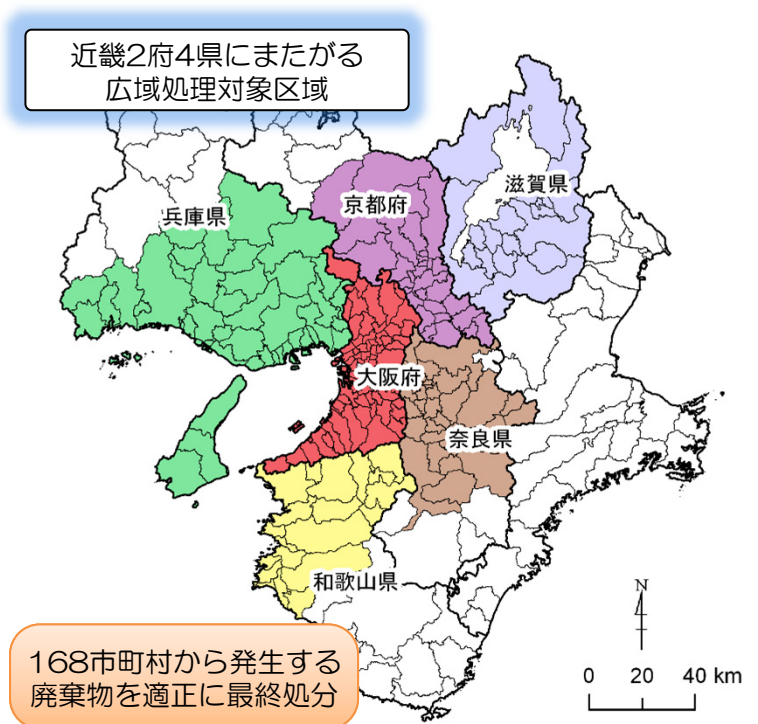 近畿2府4県にまたがる
広域処理対象区域
滋賀県
京都府
兵庫県
大阪府
奈良県
和歌山県
168市町村から発生する
廃棄物を適正に最終処分
N
0 20 40 km